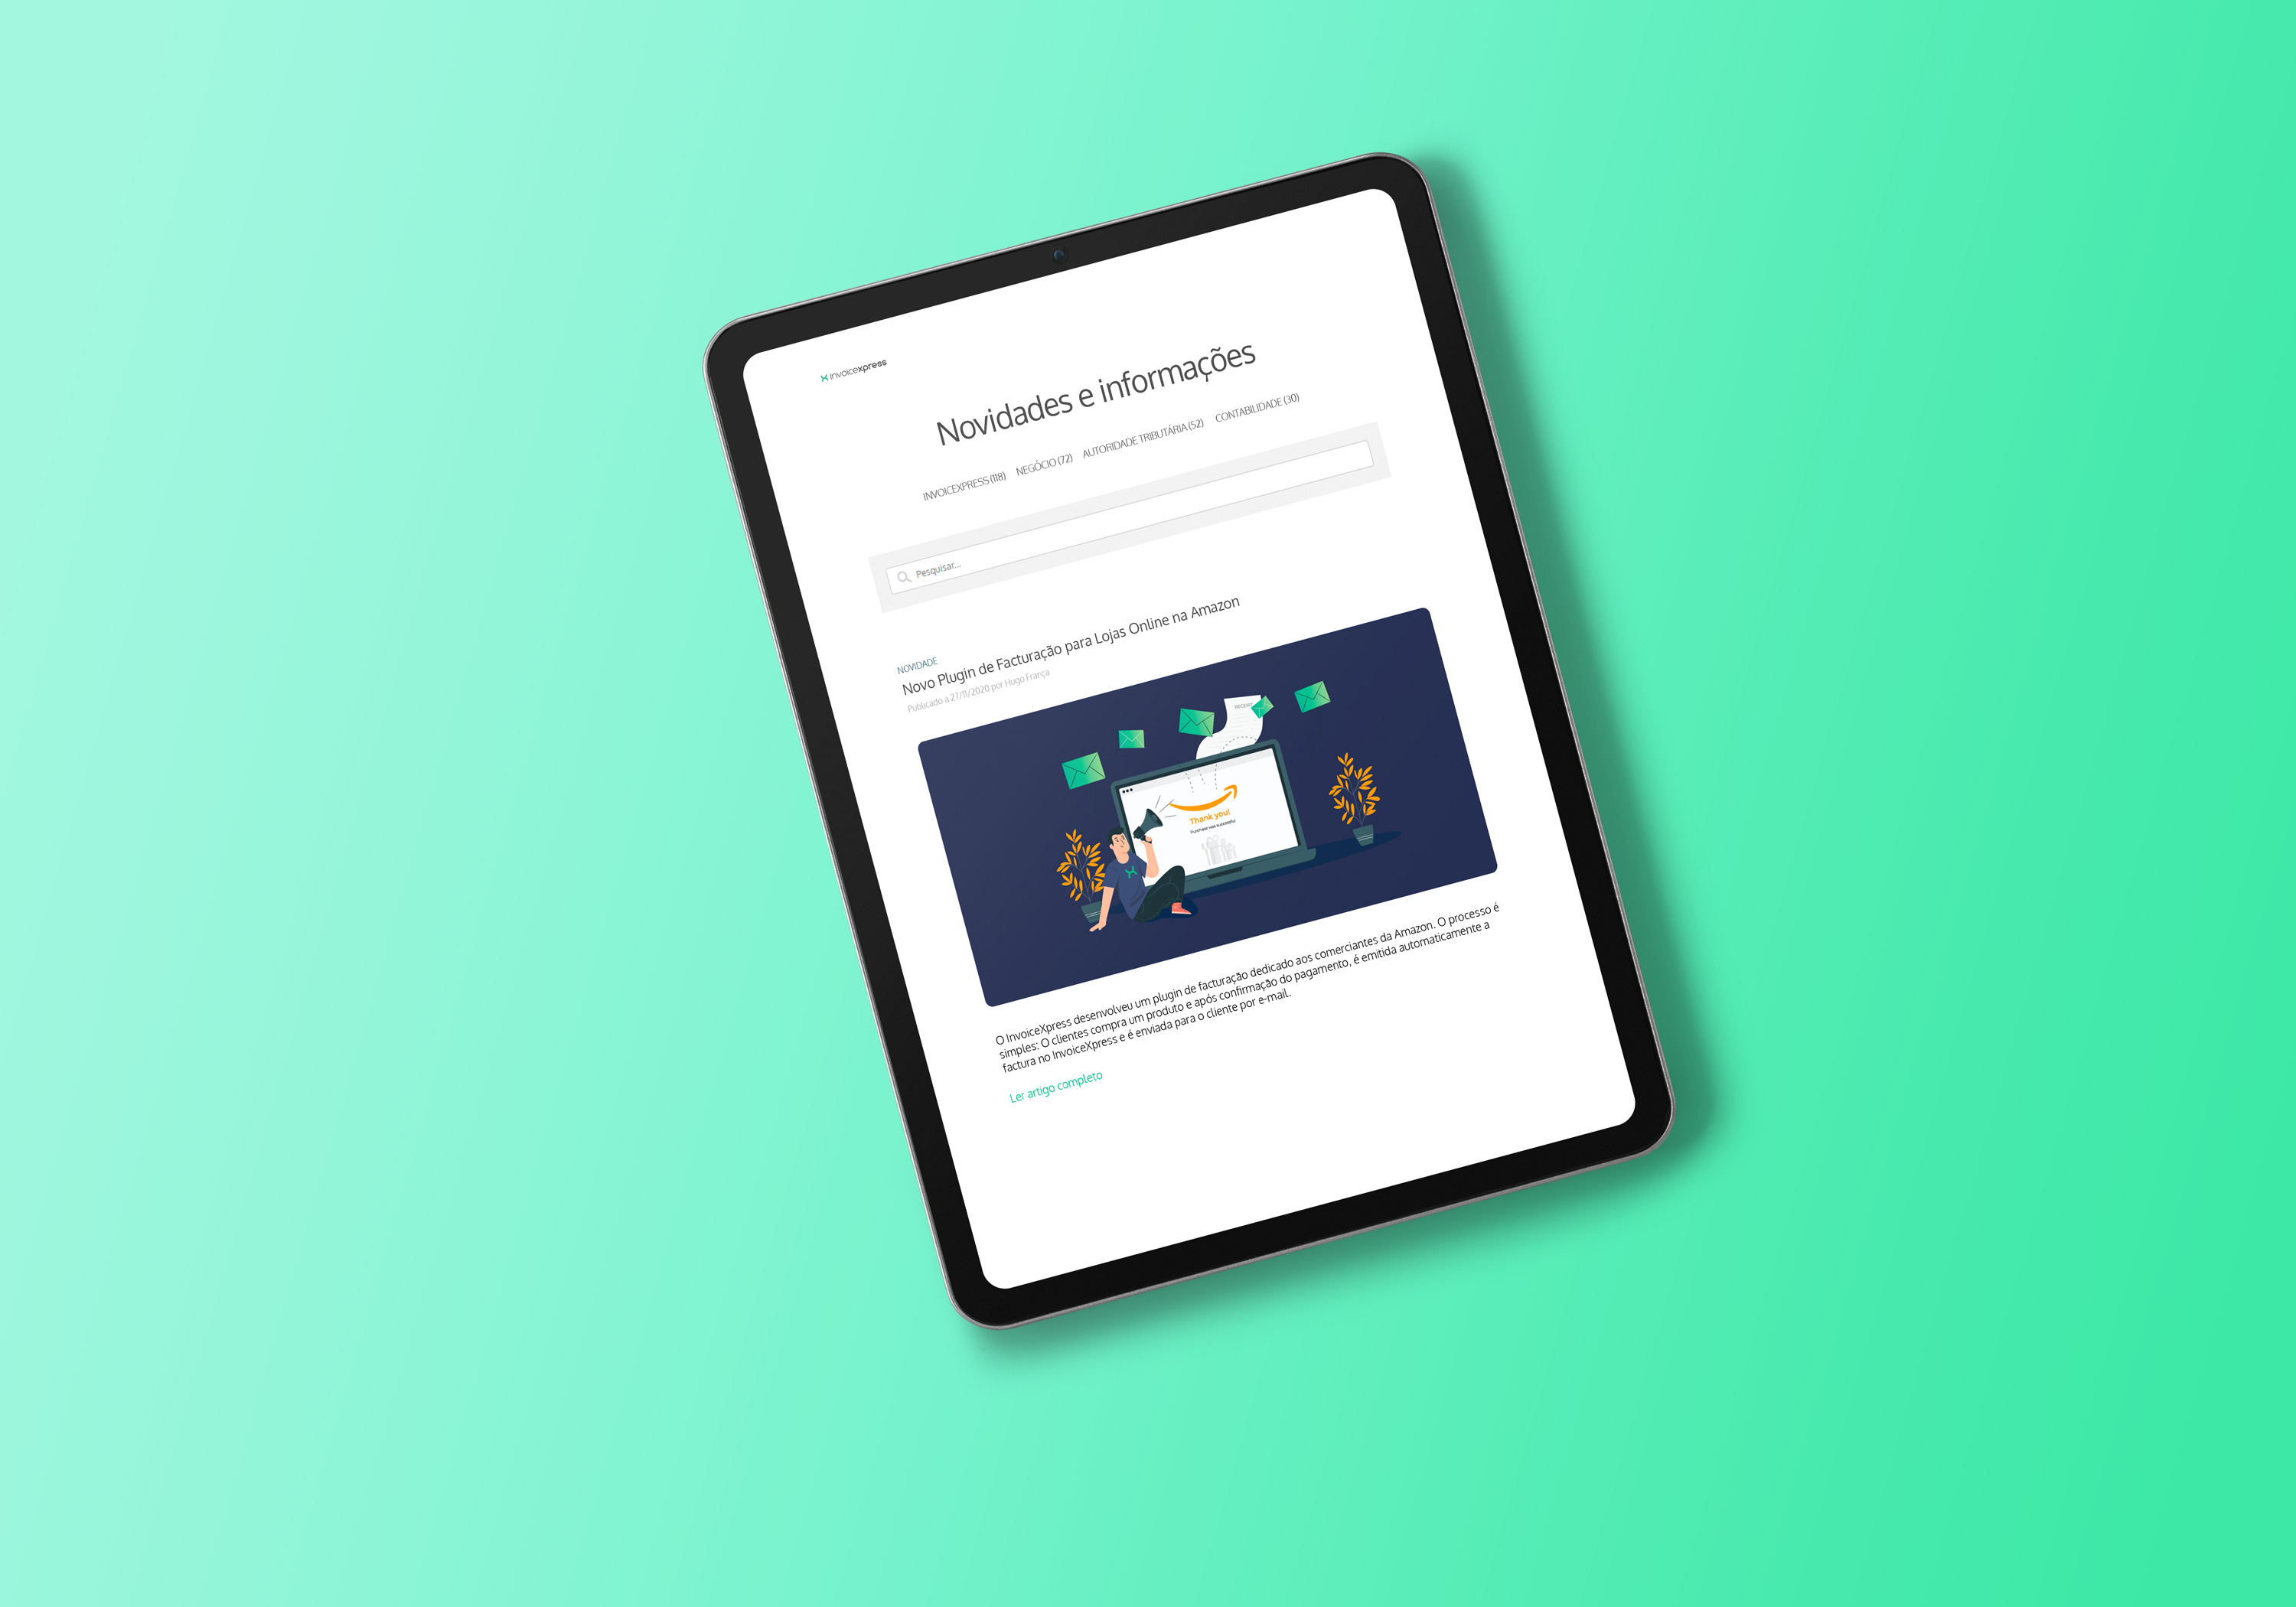 invoicexpress
Novidades e informações
INVOICEXPRESS (118) NEGÓCIO (72) AUTORIDADE TRIBUTÁRIA (52) CONTABILIDADE (30)
Pesquisar...
NOVIDADE
Novo Plugin de Facturação para Lojas Online na Amazon
Publicado a 27/11/2020 por Hugo França
RECEIPT
Thank you!
Purchase was successful
O InvoiceXpress desenvolveu um plugin de facturação dedicado aos comerciantes da Amazon. O processo é
simples: O clientes compra um produto e após confirmação do pagamento, é emitida automaticamente a
factura no InvoiceXpress e é enviada para o cliente por e-mail.
Ler artigo completo